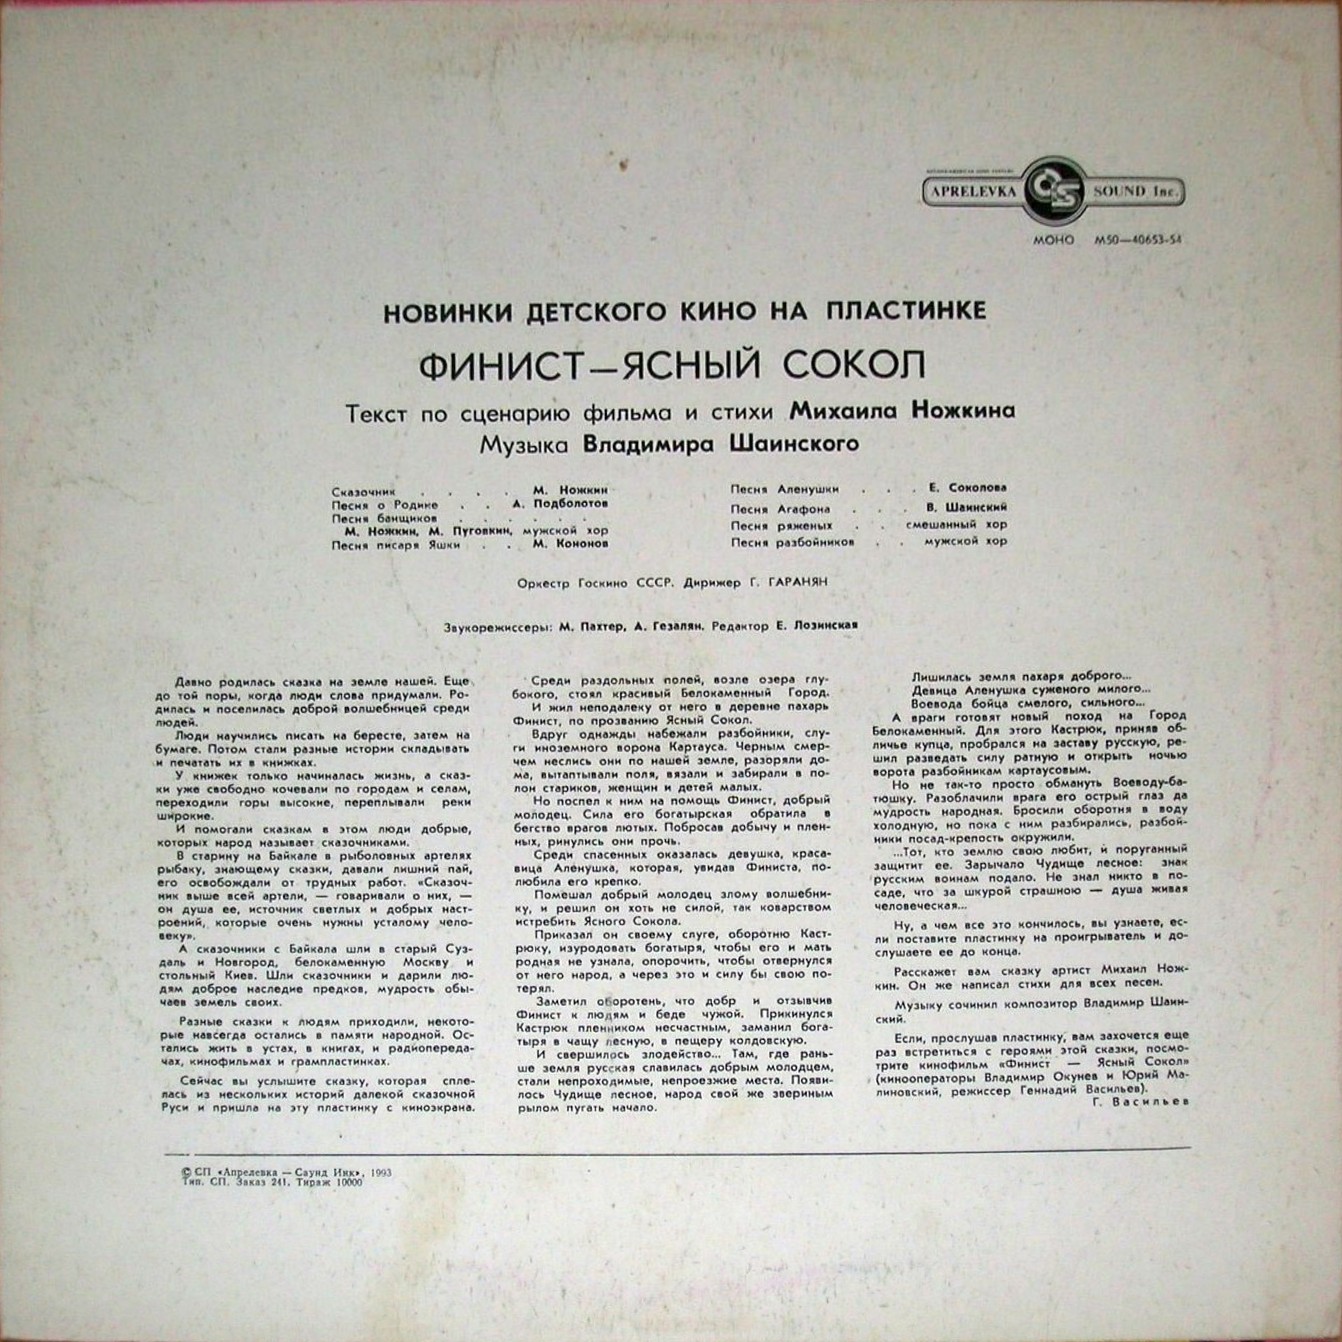 APRELEVKA SOUND Inc.
МОНО М50—40653-54
НОВИНКИ ДЕТСКОГО КИНО НА ПЛАСТИНКЕ
ФИНИСТ—ЯСНЫЙ СОКОЛ
Текст по сценарию фильма и стихи Михаила Ножкина
Музыка Владимира Шаинского
Сказочник . . . . М. Ножкин
Песня о Родине . . А. Подболотов
Песня банщиков . . . . .
М. Ножкин, М. Пуговкин, мужской хор
Песня писаря Яшки . . М. Кононов
Песня Аленушки . . . Е. Соколова
Песня Агафона . . . В. Шаинский
Песня ряженых . . смешанный хор
Песня разбойников . . мужской хор
Оркестр Госкино СССР. Дирижер Г. ГАРАНЯН
Звукорежиссеры: М. Пахтер, А. Гезалян. Редактор Е. Лозинская
Давно родилась сказка на земле нашей. Еще
до той поры, когда люди слова придумали. Ро-
дилась и поселилась доброй волшебницей среди
людей.
Люди научились писать на бересте, затем на
бумаге. Потом стали разные истории складывать
и печатать их в книжках.
У книжек только начиналась жизнь, а сказ-
ки уже свободно кочевали по городам и селам,
переходили горы высокие, переплывали реки
широкие.
И помогали сказкам в этом люди добрые,
которых народ называет сказочниками.
В старину на Байкале в рыболовных артелях
рыбаку, знающему сказки, давали лишний пай,
его освобождали от трудных работ. «Сказоч-
ник выше всей артели, — говаривали о них, —
он душа ее, источник светлых и добрых наст-
роений, которые очень нужны усталому чело-
веку».
А сказочники с Байкала шли в старый Суз-
даль и Новгород, белокаменную Москву и
стольный Киев. Шли сказочники и дарили лю-
дям доброе наследие предков, мудрость обы-
чаев земель своих.
Разные сказки к людям приходили, некото-
рые навсегда остались в памяти народной. Ос-
тались жить в устах, в книгах, и радиопереда-
чах, кинофильмах и грампластинках.
Сейчас вы услышите сказку, которая спле-
лась из нескольких историй далекой сказочной
Руси и пришла на эту пластинку с киноэкрана.
Среди раздольных полей, возле озера глу-
бокого, стоял красивый Белокаменный Город.
И жил неподалеку от него в деревне пахарь
Финист, по прозванию Ясный Сокол.
Вдруг однажды набежали разбойники, слу-
ги иноземного ворона Картауса. Черным смер-
чем неслись они по нашей земле, разоряли до-
ма, вытаптывали поля, вязали и забирали в по-
лон стариков, женщин и детей малых.
Но поспел к ним на помощь Финист, добрый
молодец. Сила его богатырская обратила в
бегство врагов лютых. Побросав добычу и плен-
ных, ринулись они прочь.
Среди спасенных оказалась девушка, краса-
вица Аленушка, которая, увидав Финиста, по-
любила его крепко.
Помешал добрый молодец злому волшебни-
ку, и решил он хоть не силой, так коварством
истребить Ясного Сокола.
Приказал он своему слуге, оборотню Каст-
рюку, изуродовать богатыря, чтобы его и мать
родная не узнала, опорочить, чтобы отвернулся
от него народ, а через это и силу бы свою по-
терял.
Заметил оборотень, что добр и отзывчив
Финист к людям и беде чужой. Прикинулся
Кастрюк пленником несчастным, заманил бога-
тыря в чащу лесную, в пещеру колдовскую.
И свершилось злодейство... Там, где рань-
ше земля русская славилась добрым молодцем,
стали непроходимые, непроезжие места. Появи-
лось Чудище лесное, народ свой же звериным
рылом пугать начало.
Лишилась земля пахаря доброго...
Девица Аленушка суженого милого...
Воевода бойца смелого, сильного...
А враги готовят новый поход на Город
Белокаменный. Для этого Кастрюк, приняв об-
личье купца, пробрался на заставу русскую, ре-
шил разведать силу ратную и открыть ночью
ворота разбойникам картаусовым.
Но не так-то просто обмануть Воеводу-ба-
тюшку. Разоблачили врага его острый глаз да
мудрость народная. Бросили оборотня в воду
холодную, но пока с ним разбирались, разбой-
ники посад-крепость окружили.
...Тот, кто землю свою любит, и поруганный
защитит ее. Зарычало Чудище лесное: знак
русским воинам подало. Не знал никто в по-
саде, что за шкурой страшною — душа живая
человеческая...
Ну, а чем все это кончилось, вы узнаете, ес-
ли поставите пластинку на проигрыватель и до-
слушаете ее до конца.
Расскажет вам сказку артист Михаил Нож-
кин. Он же написал стихи для всех песен.
Музыку сочинил композитор Владимир Шаин-
ский.
Если, прослушав пластинку, вам захочется еще
раз встретиться с героями этой сказки, посмо-
трите кинофильм «Финист — Ясный Сокол»
(кинооператоры Владимир Окунев и Юрий Ма-
линовский, режиссер Геннадий Васильев).
Г. Васильев
© СП «Апрелевка — Саунд Инк», 1993
Тип. СП. Заказ 241. Тираж 10000